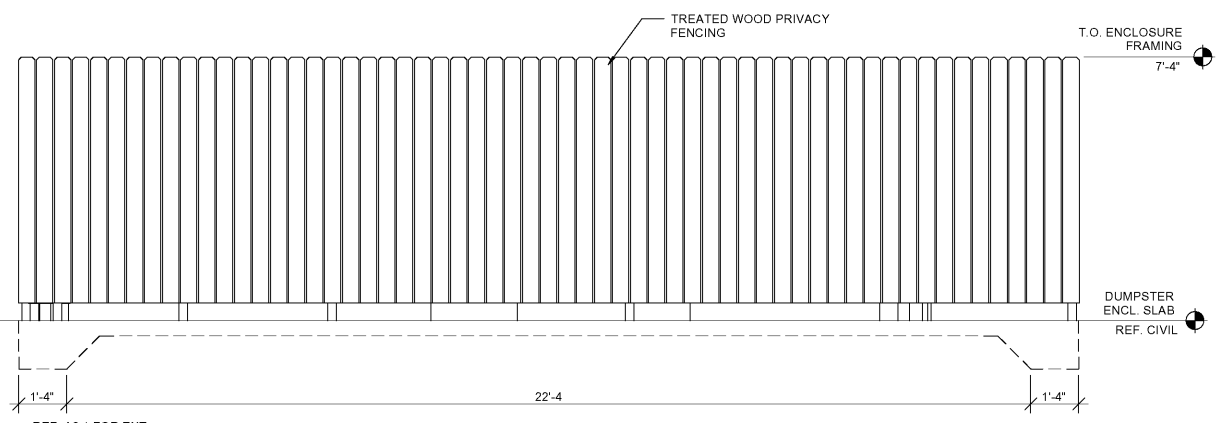 TREATED WOOD PRIVACY
FENCING
T.O. ENCLOSURE
FRAMING
7'-4"
DUMPSTER
ENCL. SLAB
REF. CIVIL
1'-4"
22'-4
1'-4"